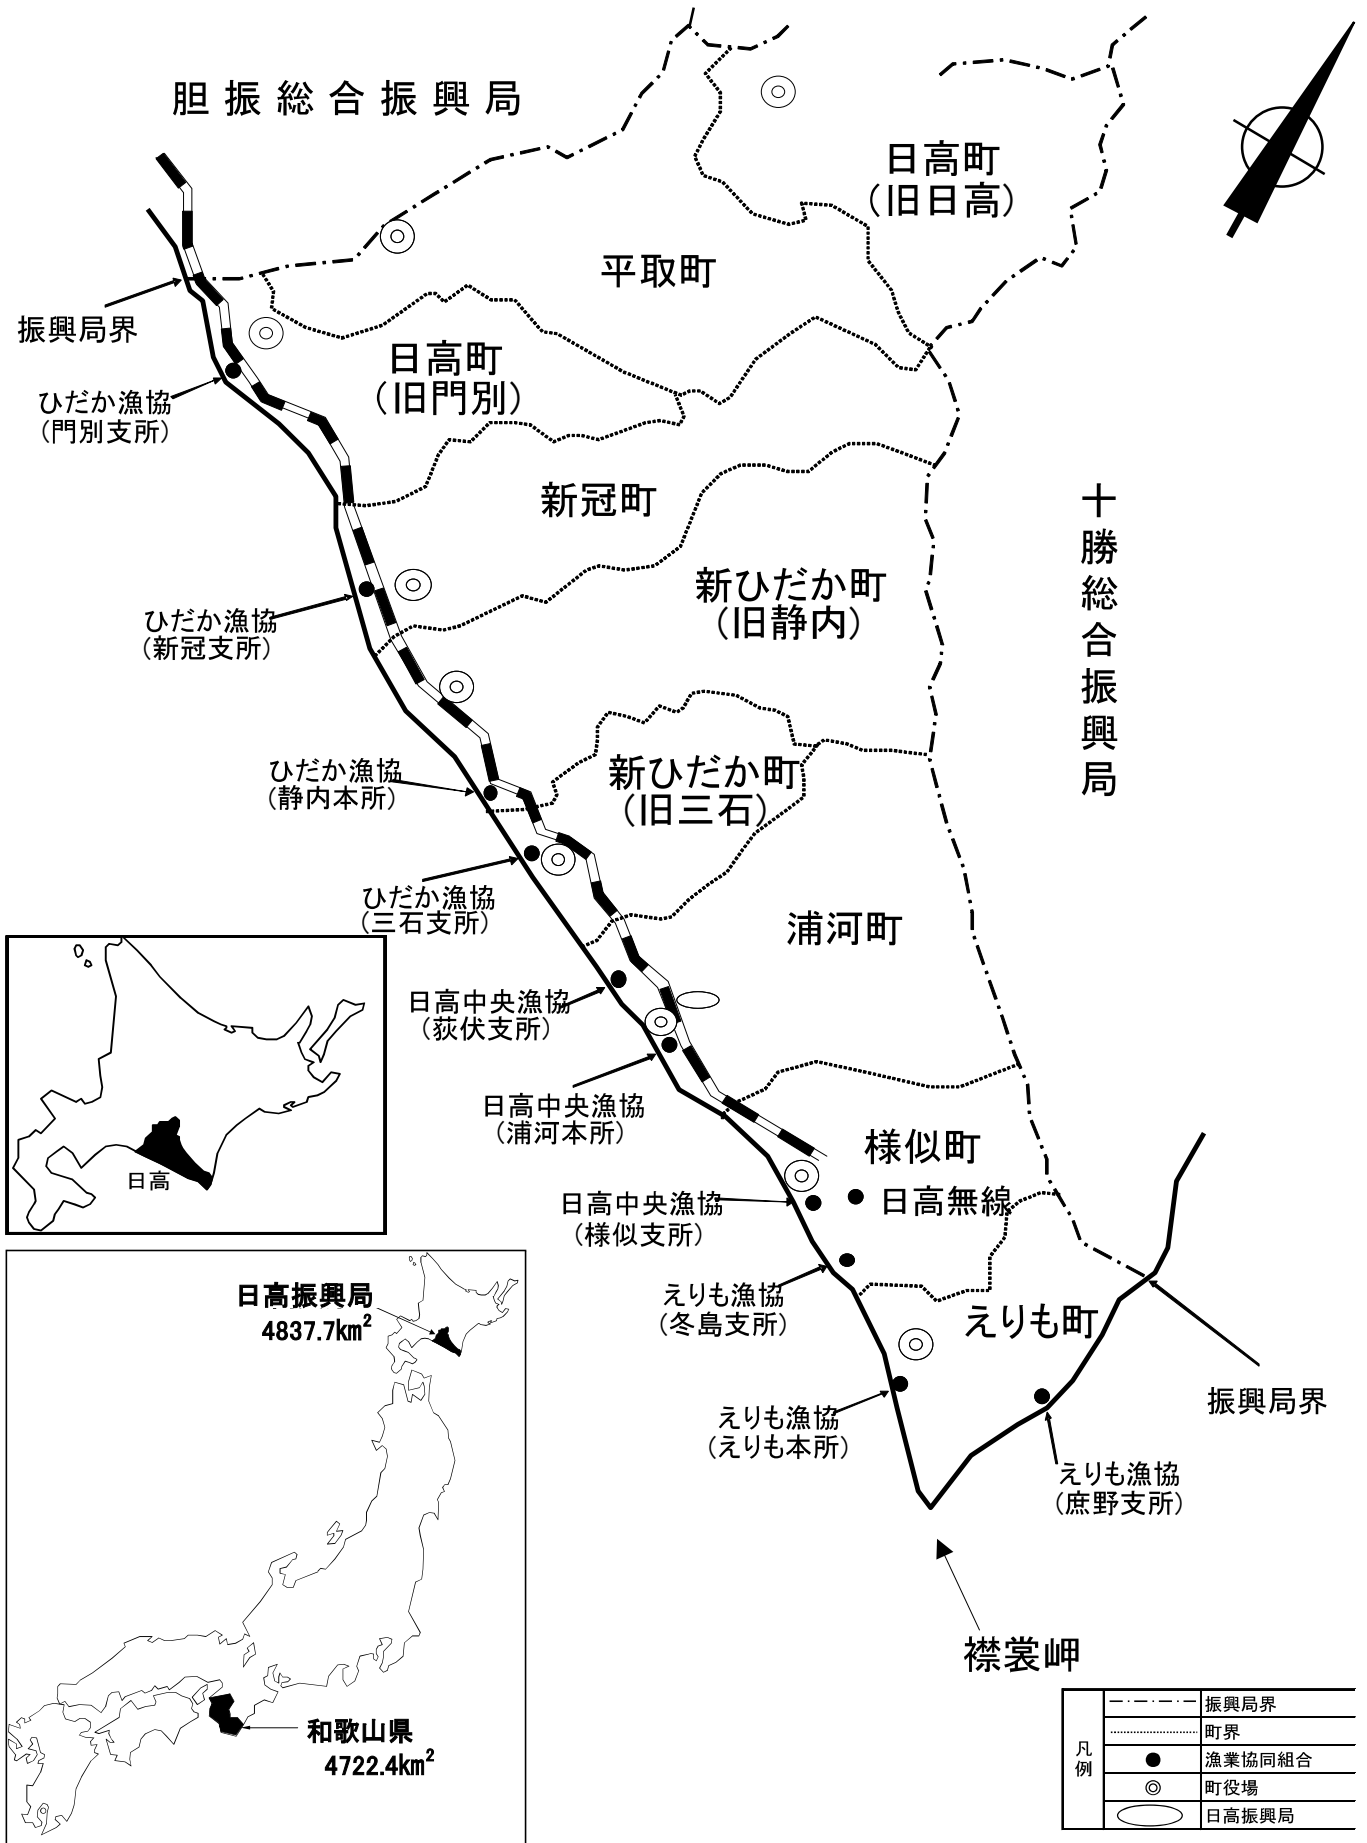 胆振総合振興局
日高町
(旧日高)
平取町
振興局界
日高町
(旧門別)
ひだか漁協
(門別支所)
新冠町
十勝総合振興局
新ひだか町
(旧静内)
ひだか漁協
(新冠支所)
新ひだか町
(旧三石)
ひだか漁協
(静内本所)
ひだか漁協
(三石支所)
浦河町
日高中央漁協
(荻伏支所)
日高中央漁協
(浦河本所)
様似町
日高
日高無線
日高中央漁協
(様似支所)
えりも漁協
(冬島支所)
えりも町
日高振興局
4837.7km²
振興局界
えりも漁協
(えりも本所)
えりも漁協
(庶野支所)
襟裳岬
和歌山県
4722.4km²
凡例
振興局界
町界
漁業協同組合
町役場
日高振興局